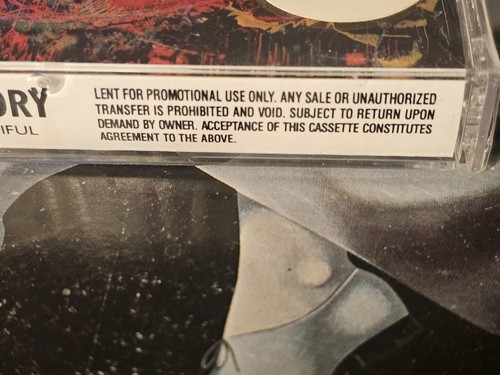 DRY
IFUL
LENT FOR PROMOTIONAL USE ONLY. ANY SALE OR UNAUTHORIZED
TRANSFER IS PROHIBITED AND VOID. SUBJECT TO RETURN UPON
DEMAND BY OWNER. ACCEPTANCE OF THIS CASSETTE CONSTITUTES
AGREEMENT TO THE ABOVE.